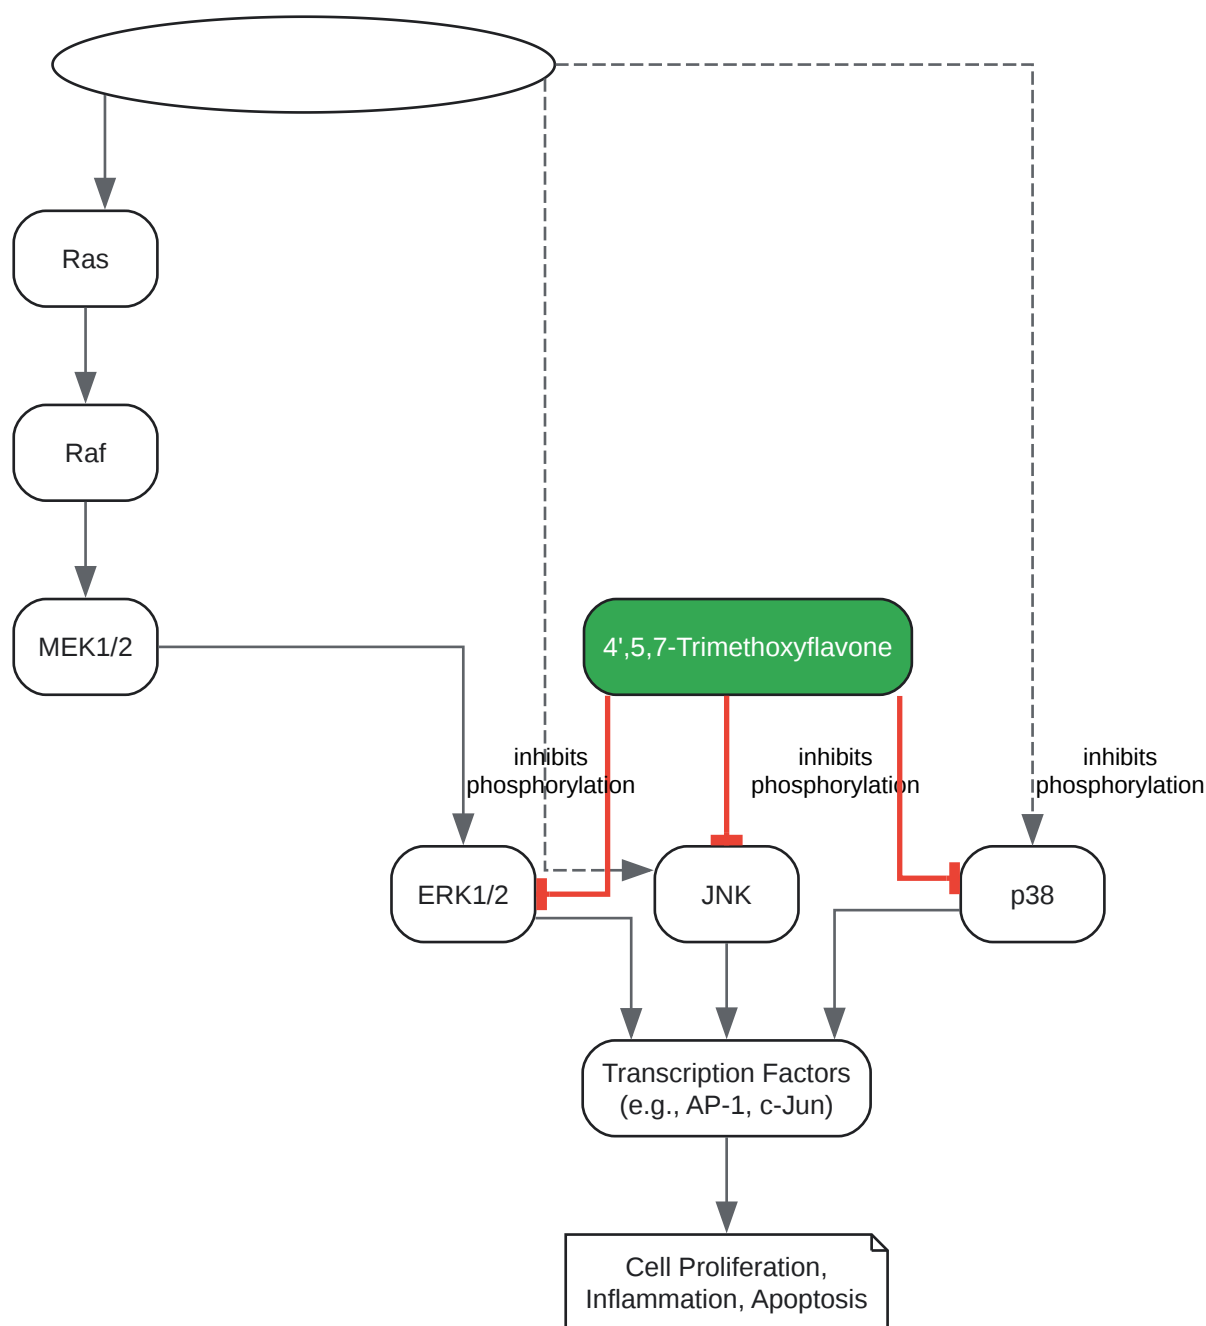 Ras
Raf
MEK1/2
4',5,7-Trimethoxyflavone
inhibits
phosphorylation
inhibits
phosphorylation
inhibits
phosphorylation
ERK1/2
JNK
p38
Transcription Factors
(e.g., AP-1, c-Jun)
Cell Proliferation,
Inflammation, Apoptosis